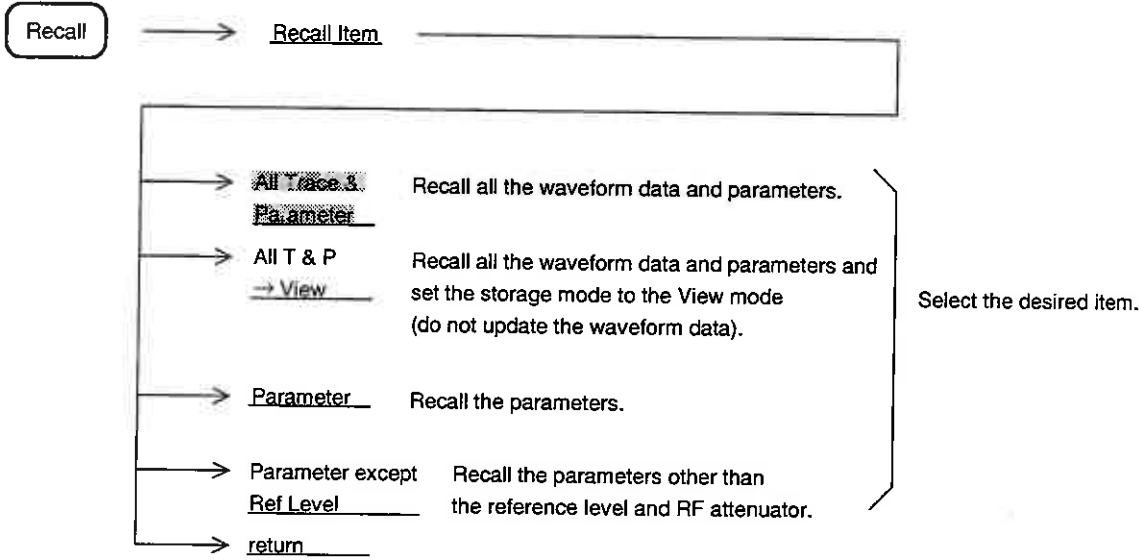 Recall
Recall Item
All Trace &
Parameter
Recall all the waveform data and parameters.
All T & P
→ View
Recall all the waveform data and parameters and
set the storage mode to the View mode
(do not update the waveform data).
Parameter
Recall the parameters.
Parameter except
Ref Level
Recall the parameters other than
the reference level and RF attenuator.
return
Select the desired item.